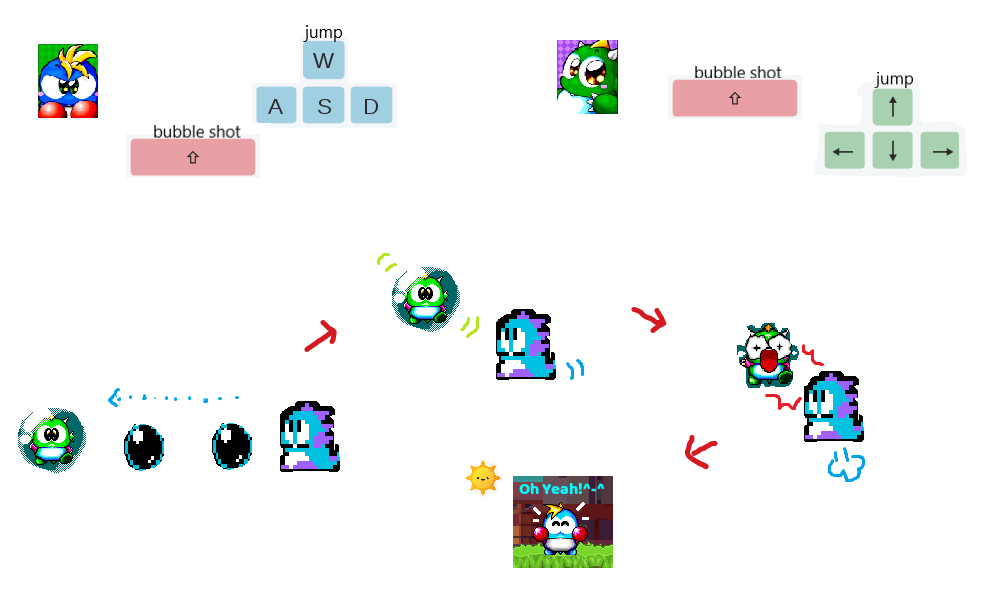 jump
W
A S D
bubble shot
⇧
bubble shot
⇧
jump
↑
← ↓ →
Oh Yeah!^-^